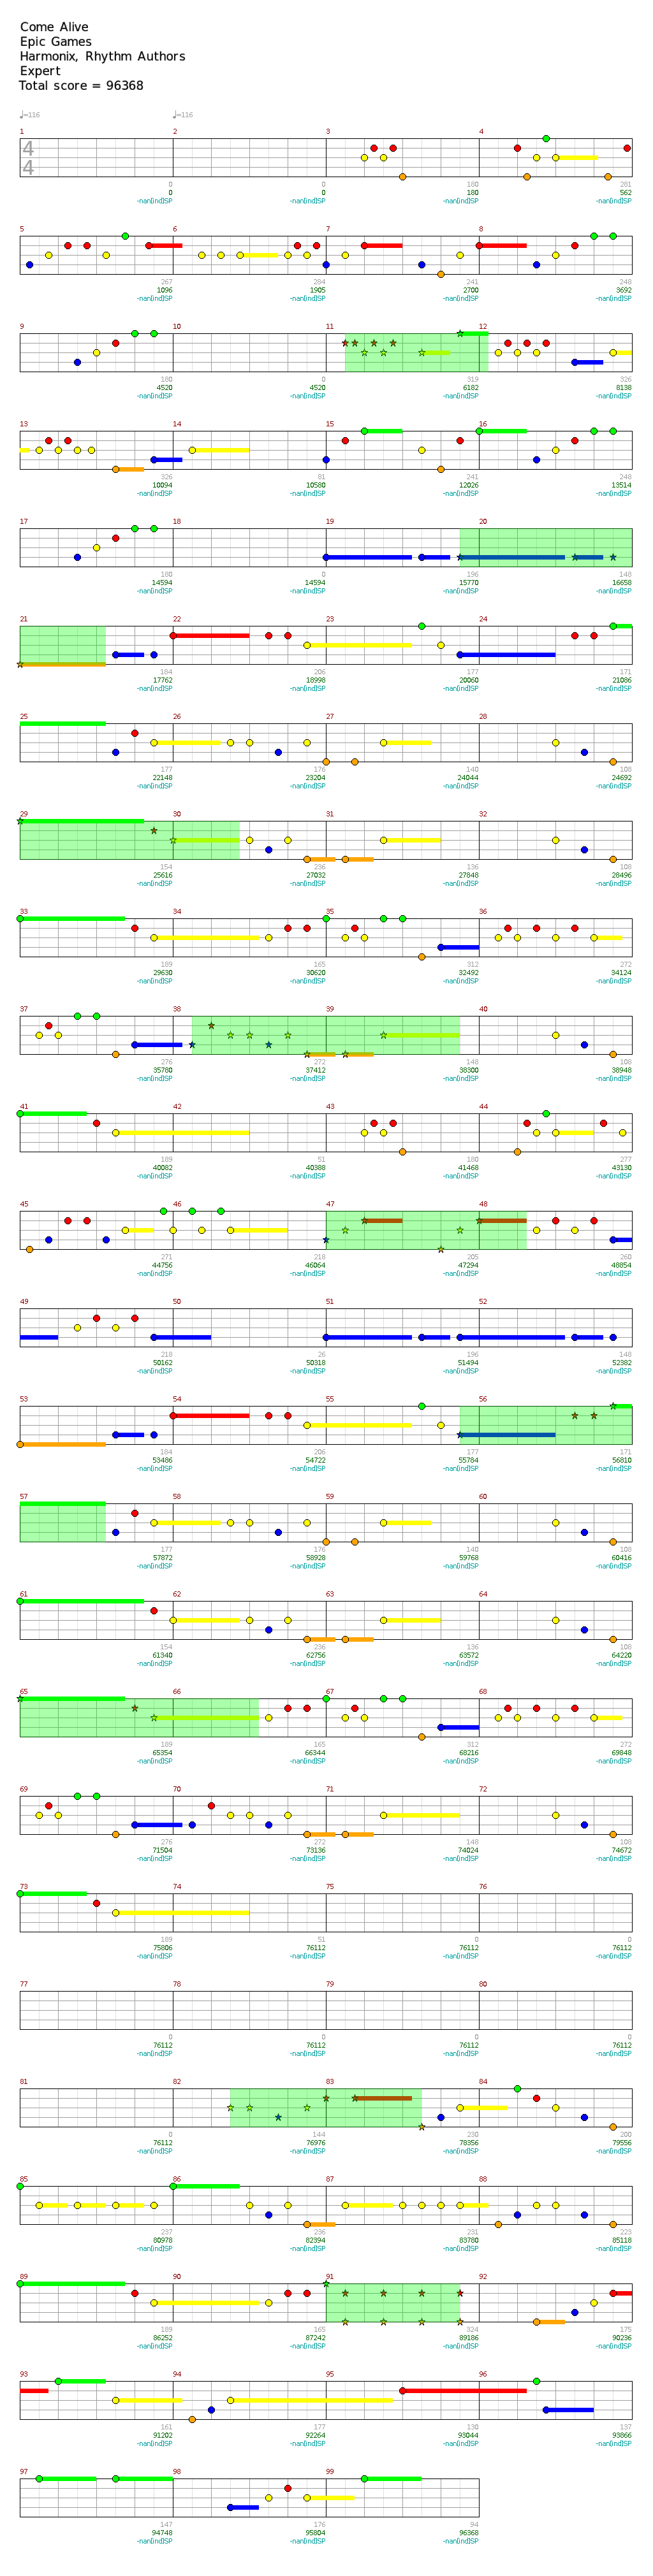 Come Alive
Epic Games
Harmonix, Rhythm Authors
Expert
Total score = 96368
♩=116 ♩=116
1 2 3 4
4
4
0 0 180 281
0 0 180 562
-nan(ind)SP -nan(ind)SP -nan(ind)SP -nan(ind)SP
5 6 7 8
267 284 241 248
1096 1905 2700 3692
-nan(ind)SP -nan(ind)SP -nan(ind)SP -nan(ind)SP
9 10 11 12
180 0 319 326
4520 4520 6182 8138
-nan(ind)SP -nan(ind)SP -nan(ind)SP -nan(ind)SP
13 14 15 16
326 81 241 248
10094 10580 12026 13514
-nan(ind)SP -nan(ind)SP -nan(ind)SP -nan(ind)SP
17 18 19 20
180 0 196 148
14594 14594 15770 16658
-nan(ind)SP -nan(ind)SP -nan(ind)SP -nan(ind)SP
21 22 23 24
184 206 177 171
17762 18998 20060 21086
-nan(ind)SP -nan(ind)SP -nan(ind)SP -nan(ind)SP
25 26 27 28
177 176 140 108
22148 23204 24044 24692
-nan(ind)SP -nan(ind)SP -nan(ind)SP -nan(ind)SP
29 30 31 32
154 236 136 108
25616 27032 27848 28496
-nan(ind)SP -nan(ind)SP -nan(ind)SP -nan(ind)SP
33 34 35 36
189 165 312 272
29630 30620 32492 34124
-nan(ind)SP -nan(ind)SP -nan(ind)SP -nan(ind)SP
37 38 39 40
276 272 148 108
35780 37412 38300 38948
-nan(ind)SP -nan(ind)SP -nan(ind)SP -nan(ind)SP
41 42 43 44
189 51 180 277
40082 40388 41468 43130
-nan(ind)SP -nan(ind)SP -nan(ind)SP -nan(ind)SP
45 46 47 48
271 218 205 260
44756 46064 47294 48854
-nan(ind)SP -nan(ind)SP -nan(ind)SP -nan(ind)SP
49 50 51 52
218 26 196 148
50162 50318 51494 52382
-nan(ind)SP -nan(ind)SP -nan(ind)SP -nan(ind)SP
53 54 55 56
184 206 177 171
53486 54722 55784 56810
-nan(ind)SP -nan(ind)SP -nan(ind)SP -nan(ind)SP
57 58 59 60
177 176 140 108
57872 58928 59768 60416
-nan(ind)SP -nan(ind)SP -nan(ind)SP -nan(ind)SP
61 62 63 64
154 236 136 108
61340 62756 63572 64220
-nan(ind)SP -nan(ind)SP -nan(ind)SP -nan(ind)SP
65 66 67 68
189 165 312 272
65354 66344 68216 69848
-nan(ind)SP -nan(ind)SP -nan(ind)SP -nan(ind)SP
69 70 71 72
276 272 148 108
71504 73136 74024 74672
-nan(ind)SP -nan(ind)SP -nan(ind)SP -nan(ind)SP
73 74 75 76
189 51 0 0
75806 76112 76112 76112
-nan(ind)SP -nan(ind)SP -nan(ind)SP -nan(ind)SP
77 78 79 80
0 0 0 0
76112 76112 76112 76112
-nan(ind)SP -nan(ind)SP -nan(ind)SP -nan(ind)SP
81 82 83 84
0 144 230 200
76112 76976 78356 79556
-nan(ind)SP -nan(ind)SP -nan(ind)SP -nan(ind)SP
85 86 87 88
237 236 231 223
80978 82394 83780 85118
-nan(ind)SP -nan(ind)SP -nan(ind)SP -nan(ind)SP
89 90 91 92
189 165 324 175
86252 87242 89186 90236
-nan(ind)SP -nan(ind)SP -nan(ind)SP -nan(ind)SP
93 94 95 96
161 177 130 137
91202 92264 93044 93866
-nan(ind)SP -nan(ind)SP -nan(ind)SP -nan(ind)SP
97 98 99
147 176 94
94748 95804 96368
-nan(ind)SP -nan(ind)SP -nan(ind)SP